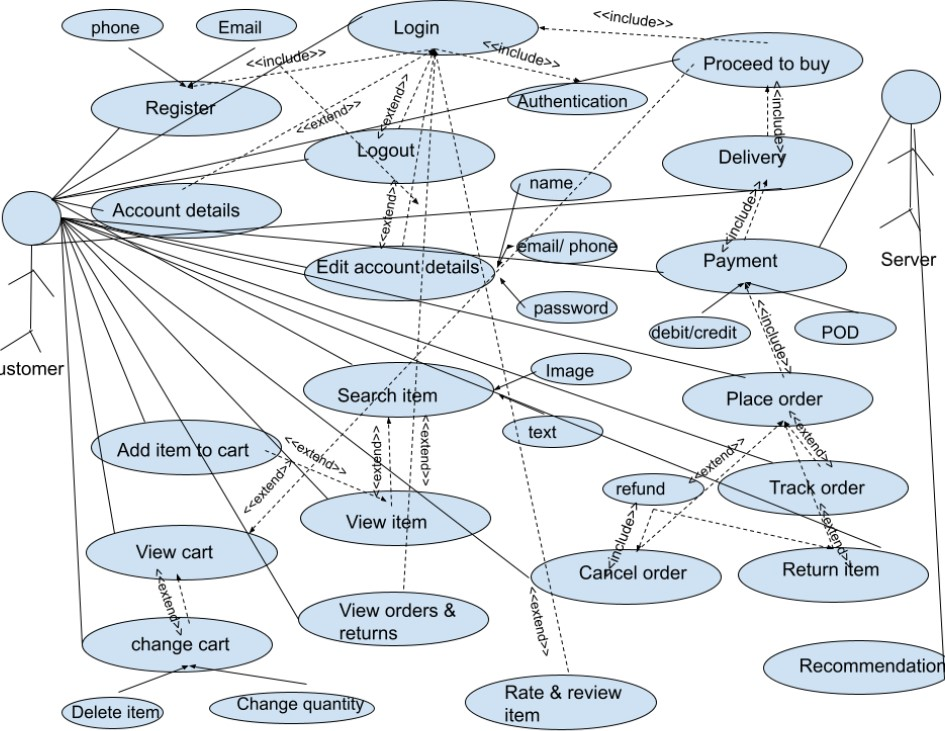 Login
<<include>>
phone
Email
<<include>>
<<include>>
Proceed to buy
Register
<<extend>>
<<extend>>
Authentication
<<include>>
Logout
Delivery
name
Account details
<<extend>>
<<include>>
email/ phone
Edit account details
Payment
Server
password
debit/credit
POD
<<include>>
ustomer
Image
Search item
Place order
text
Add item to cart
<<extend>>
<<extend>>
<<extend>>
<<extend>>
<<extend>>
<<extend>>
refund
Track order
View item
<<extend>>
<<include>>
View cart
Cancel order
Return item
<<extend>>
View orders &
returns
<<extend>>
change cart
Recommendation
Delete item
Change quantity
Rate & review
item